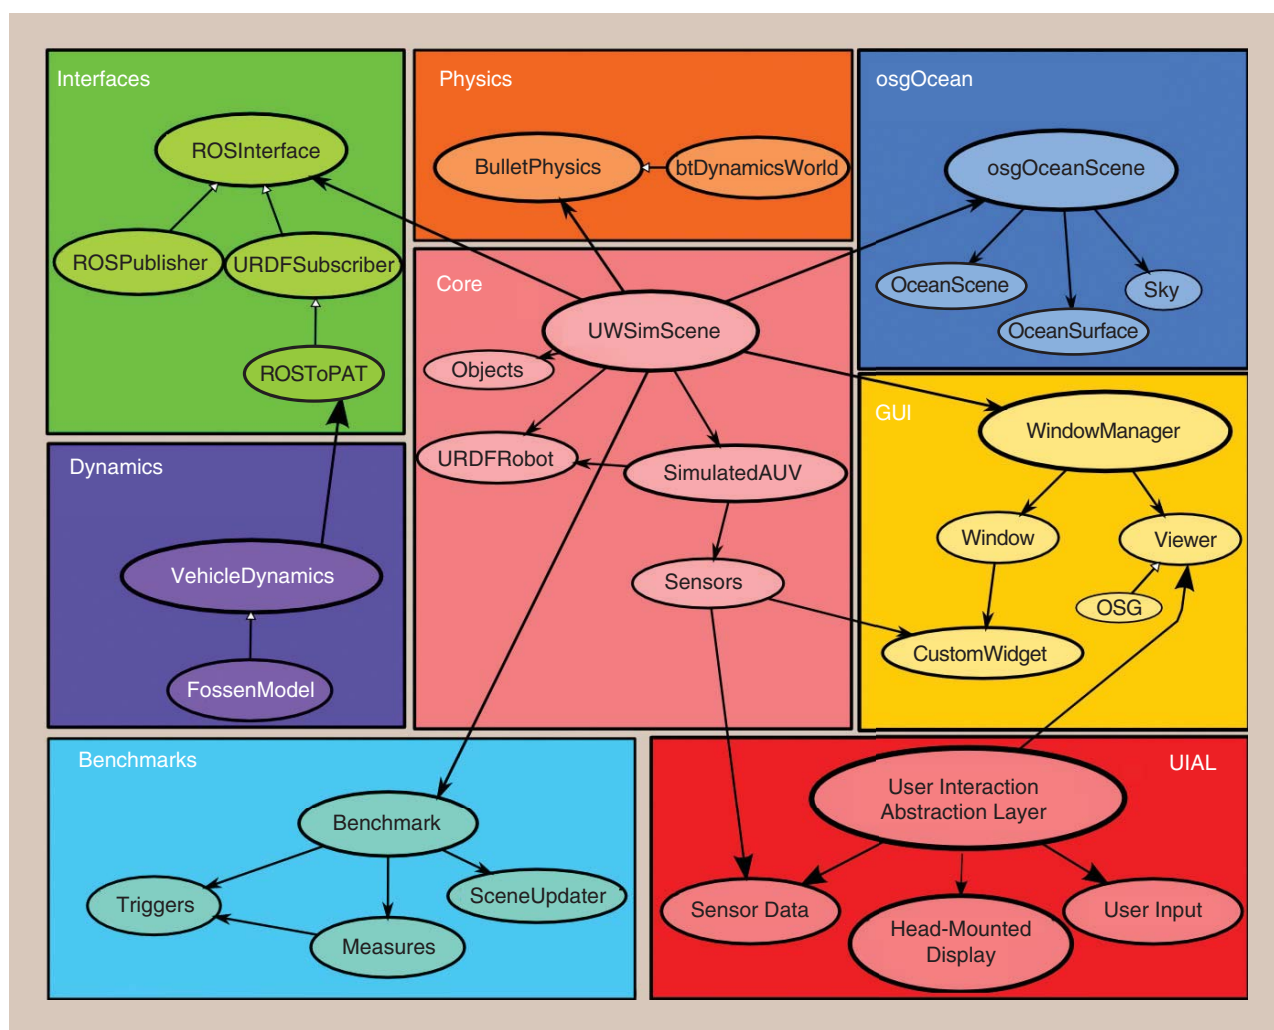 Interfaces
ROSInterface
ROSPublisher
URDFSubscriber
ROSToPAT
Physics
BulletPhysics
btDynamicsWorld
osgOcean
osgOceanScene
OceanScene
Sky
OceanSurface
Core
UWSimScene
Objects
URDFRobot
SimulatedAUV
Sensors
GUI
WindowManager
Window
Viewer
OSG
CustomWidget
Dynamics
VehicleDynamics
FossenModel
Benchmarks
Benchmark
Triggers
SceneUpdater
Measures
UIAL
User Interaction
Abstraction Layer
Sensor Data
Head-Mounted
Display
User Input